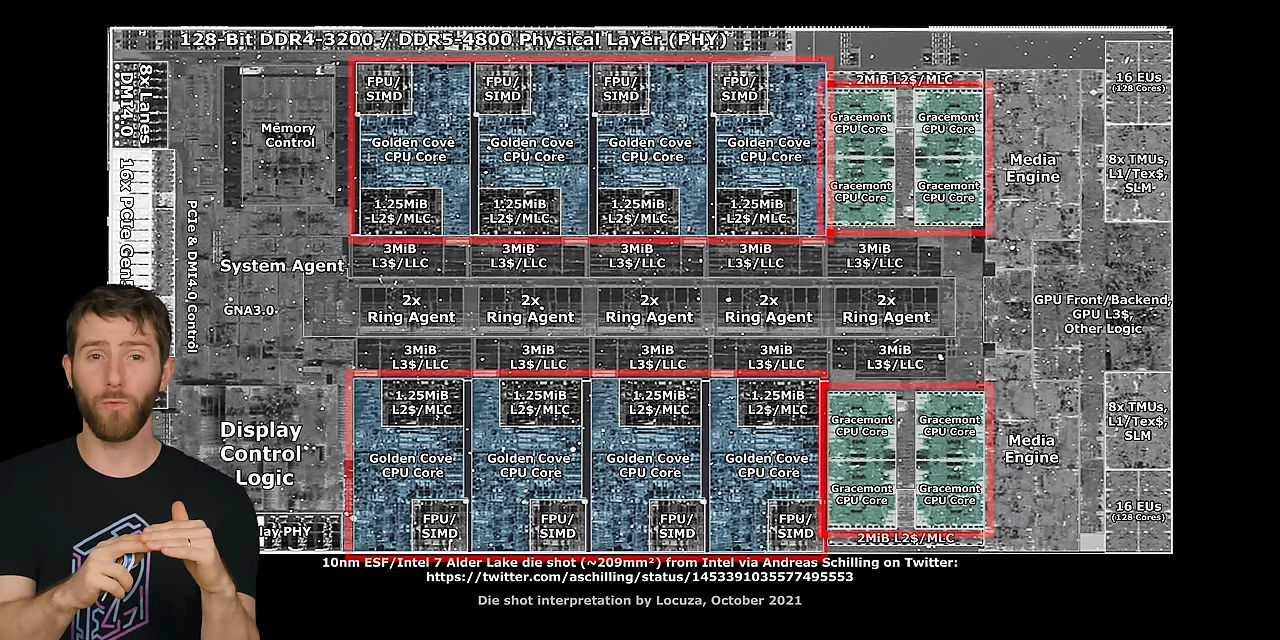 128-Bit DDR4-3200 / DDR5-4800 Physical Layer (PHY)
8x Lanes
DMI4.0
16x PCIe Gen5
PCIe & DMI4.0 Control
Memory
Control
System Agent
GNA3.0
Display
Control
Logic
PHY
FPU/
SIMD
FPU/
SIMD
FPU/
SIMD
FPU/
SIMD
Golden Cove
CPU Core
Golden Cove
CPU Core
Golden Cove
CPU Core
Golden Cove
CPU Core
1.25MiB
L2$/MLC
1.25MiB
L2$/MLC
1.25MiB
L2$/MLC
1.25MiB
L2$/MLC
2MiB L2$/MLC
Gracemont
CPU Core
Gracemont
CPU Core
Gracemont
CPU Core
Gracemont
CPU Core
3MiB
L3$/LLC
3MiB
L3$/LLC
3MiB
L3$/LLC
3MiB
L3$/LLC
3MiB
L3$/LLC
2x
Ring Agent
2x
Ring Agent
2x
Ring Agent
2x
Ring Agent
2x
Ring Agent
3MiB
L3$/LLC
3MiB
L3$/LLC
3MiB
L3$/LLC
3MiB
L3$/LLC
3MiB
L3$/LLC
1.25MiB
L2$/MLC
1.25MiB
L2$/MLC
1.25MiB
L2$/MLC
1.25MiB
L2$/MLC
Golden Cove
CPU Core
Golden Cove
CPU Core
Golden Cove
CPU Core
Golden Cove
CPU Core
FPU/
SIMD
FPU/
SIMD
FPU/
SIMD
FPU/
SIMD
Gracemont
CPU Core
Gracemont
CPU Core
Gracemont
CPU Core
Gracemont
CPU Core
2MiB L2$/MLC
Media
Engine
Media
Engine
16 EUs
(128 Cores)
8x TMUs,
L1/Tex$,
SLM
GPU Front/Backend,
GPU L3$,
Other Logic
8x TMUs,
L1/Tex$,
SLM
16 EUs
(128 Cores)
10nm ESF/Intel 7 Alder Lake die shot (~209mm²) from Intel via Andreas Schilling on Twitter:
https://twitter.com/aschilling/status/1453391035577495553
Die shot interpretation by Locuza, October 2021